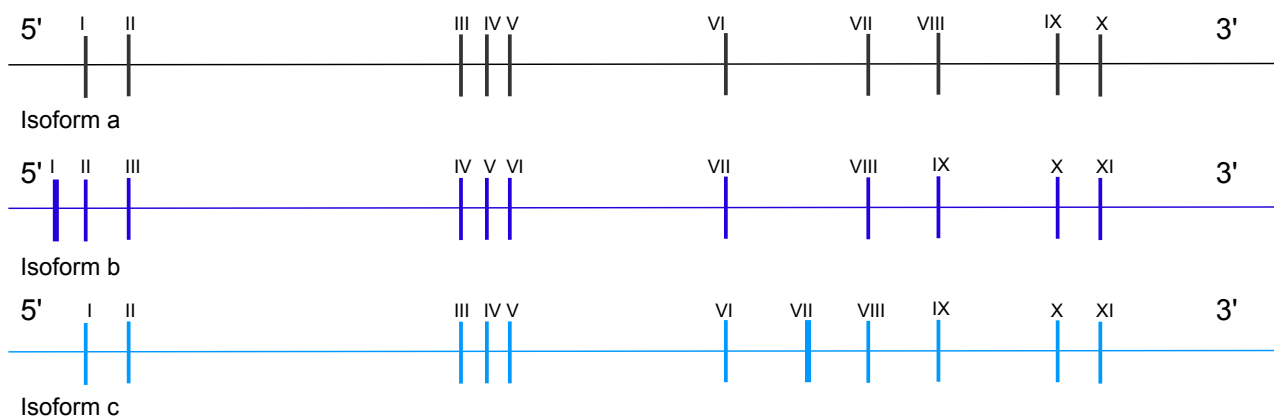 5' I II III IV V VI VII VIII IX X 3'
Isoform a
5' I II III IV V VI VII VIII IX X XI 3'
Isoform b
5' I II III IV V VI VII VIII IX X XI 3'
Isoform c